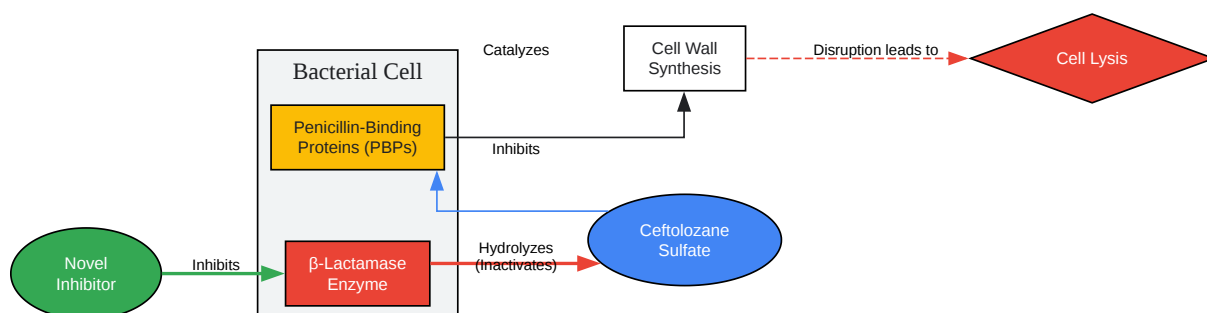 Catalyzes
Cell Wall
Synthesis
Disruption leads to
Cell Lysis
Bacterial Cell
Penicillin-Binding
Proteins (PBPs)
Inhibits
Ceftolozane
Sulfate
Novel
Inhibitor
Inhibits
β-Lactamase
Enzyme
Hydrolyzes
(Inactivates)